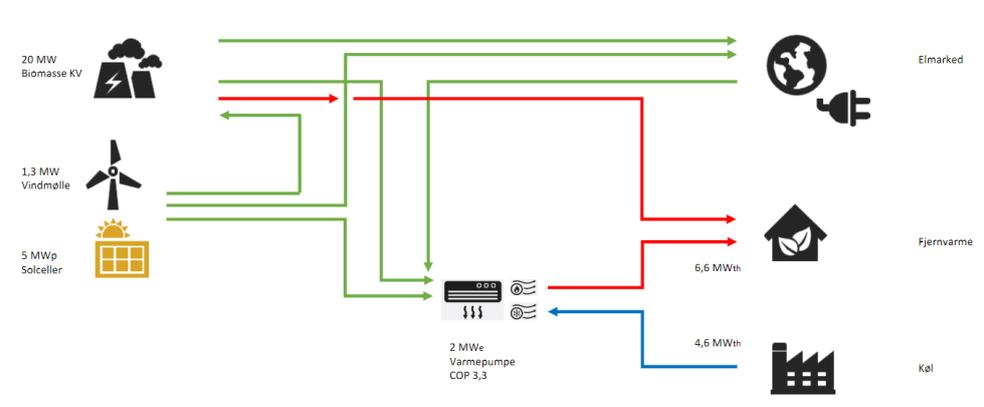 20 MW
Biomasse KV
Elmarked
1,3 MW
Vindmølle
5 MWp
Solceller
Fjernvarme
6,6 MWth
4,6 MWth
2 MWe
Varmepumpe
COP 3,3
Køl